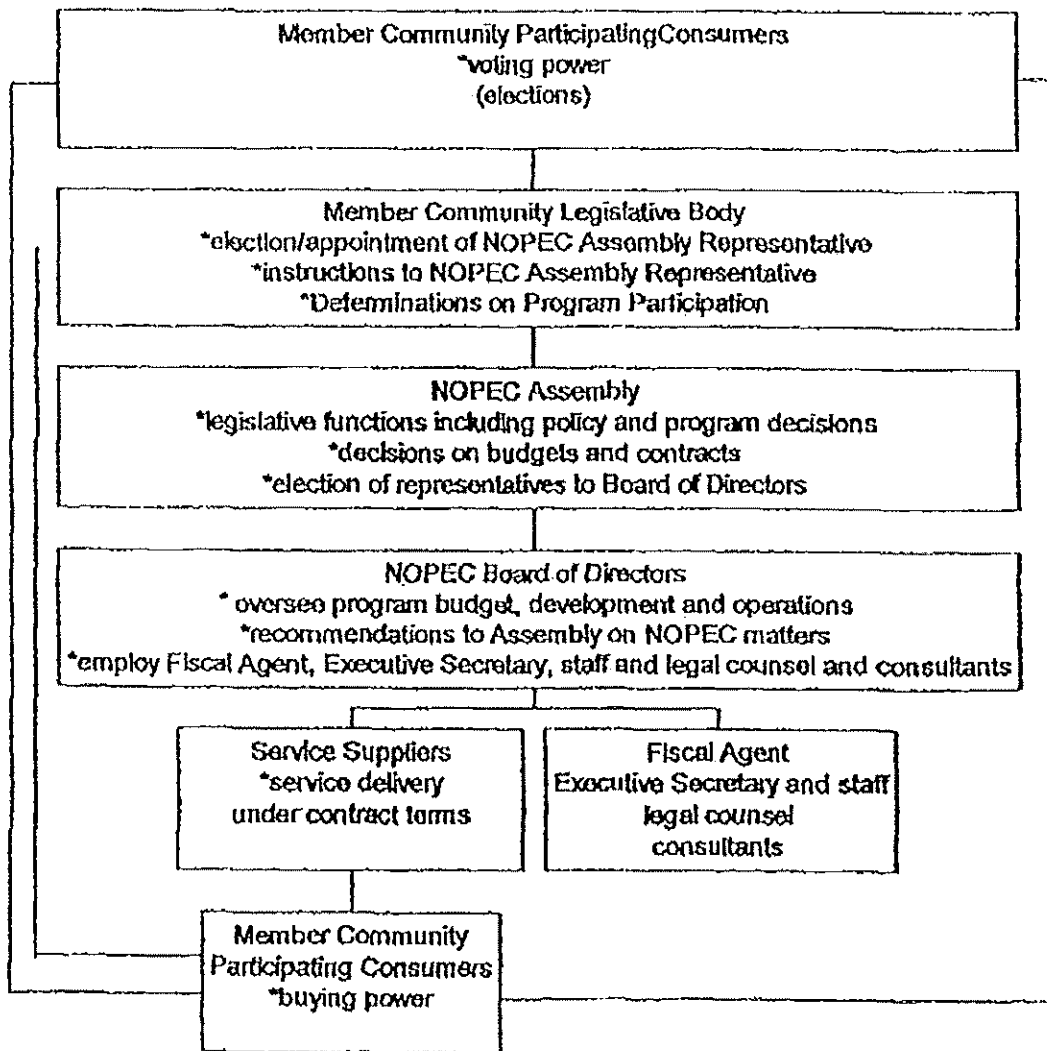 Member Community ParticipatingConsumers
*voting power
(elections)
Member Community Legislative Body
*election/appointment of NOPEC Assembly Representative
*instructions to NOPEC Assembly Representative
*Determinations on Program Participation
NOPEC Assembly
*legislative functions including policy and program decisions
*decisions on budgets and contracts
*election of representatives to Board of Directors
NOPEC Board of Directors
* oversee program budget, development and operations
*recommendations to Assembly on NOPEC matters
*employ Fiscal Agent, Executive Secretary, staff and legal counsel and consultants
Service Suppliers
*service delivery
under contract terms
Fiscal Agent
Executive Secretary and staff
legal counsel
consultants
Member Community
Participating Consumers
*buying power